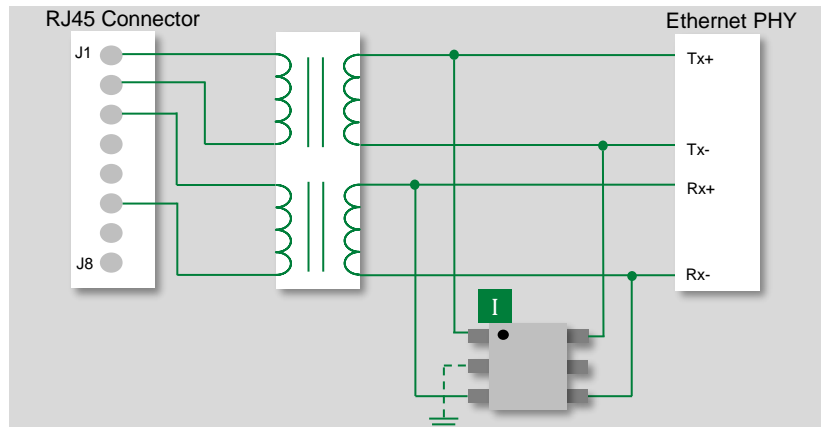 RJ45 Connector
Ethernet PHY
J1
Tx+
Tx-
Rx+
J8
Rx-
I